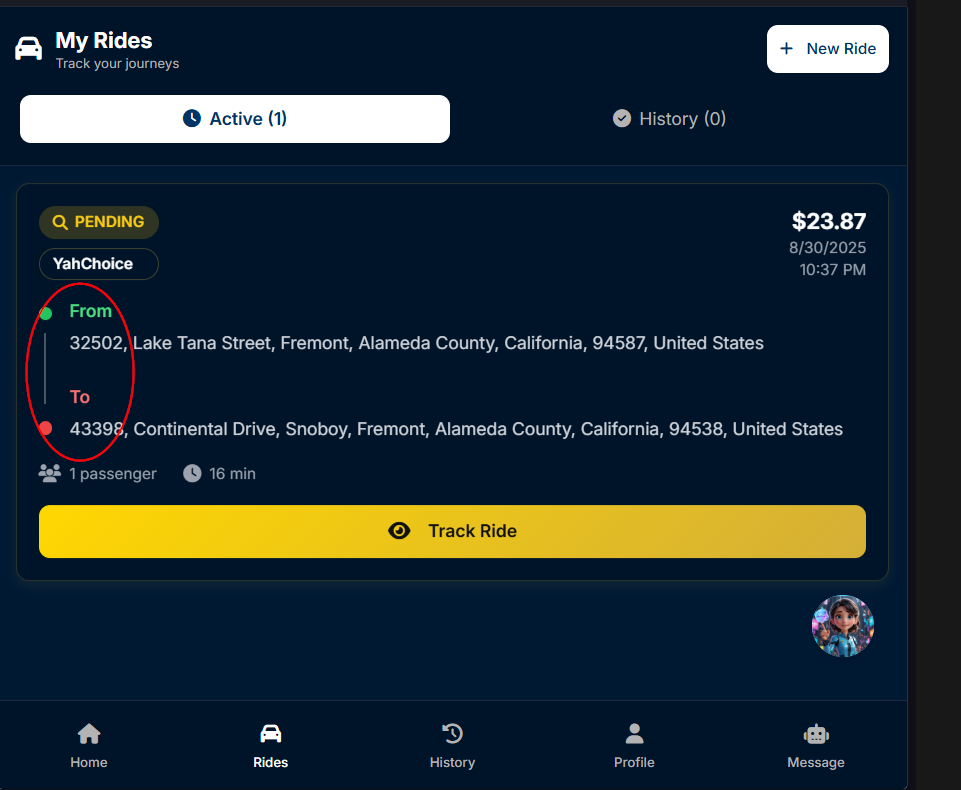 My Rides
Track your journeys
+ New Ride
Active (1)
History (0)
PENDING
$23.87
YahChoice
8/30/2025
10:37 PM
From
32502, Lake Tana Street, Fremont, Alameda County, California, 94587, United States
To
43398, Continental Drive, Snoboy, Fremont, Alameda County, California, 94538, United States
1 passenger
16 min
Track Ride
Home
Rides
History
Profile
Message